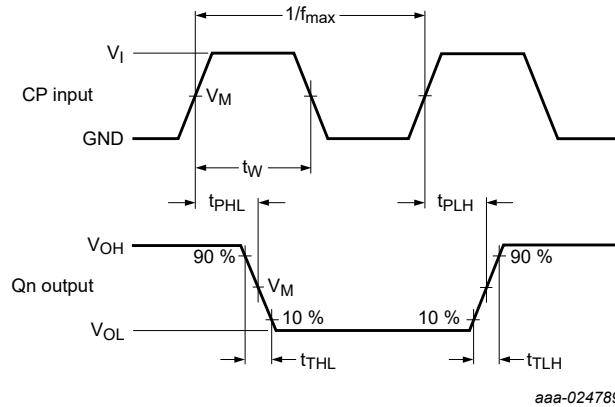 1/fmax
VI
CP input
VM
GND
tW
tPHL
tPLH
VOH
90 %
90 %
Qn output
VM
10 %
10 %
VOL
tTHL
tTLH
aaa-024789